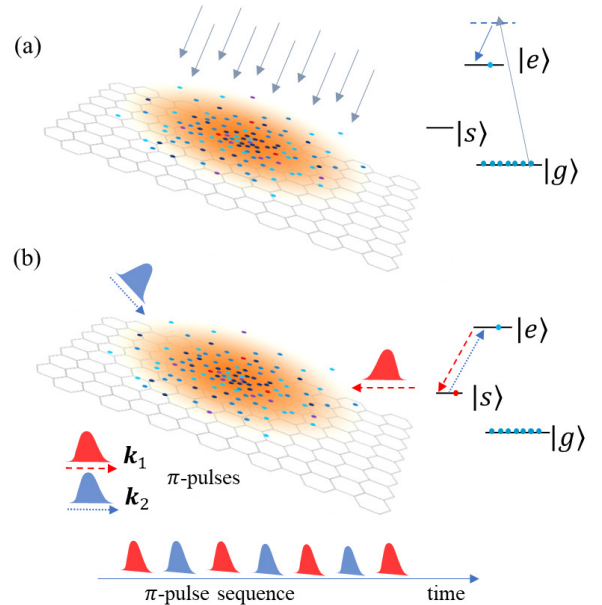 (a)
|e⟩
|s⟩
|g⟩
(b)
|e⟩
|s⟩
|g⟩
k₁
π-pulses
k₂
π-pulse sequence time